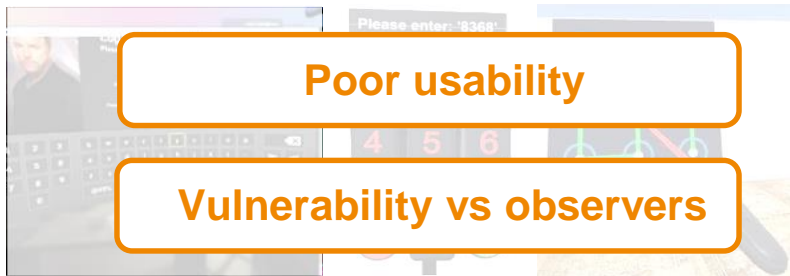 Please enter: '8368'
Poor usability
4 5 6
Vulnerability vs observers